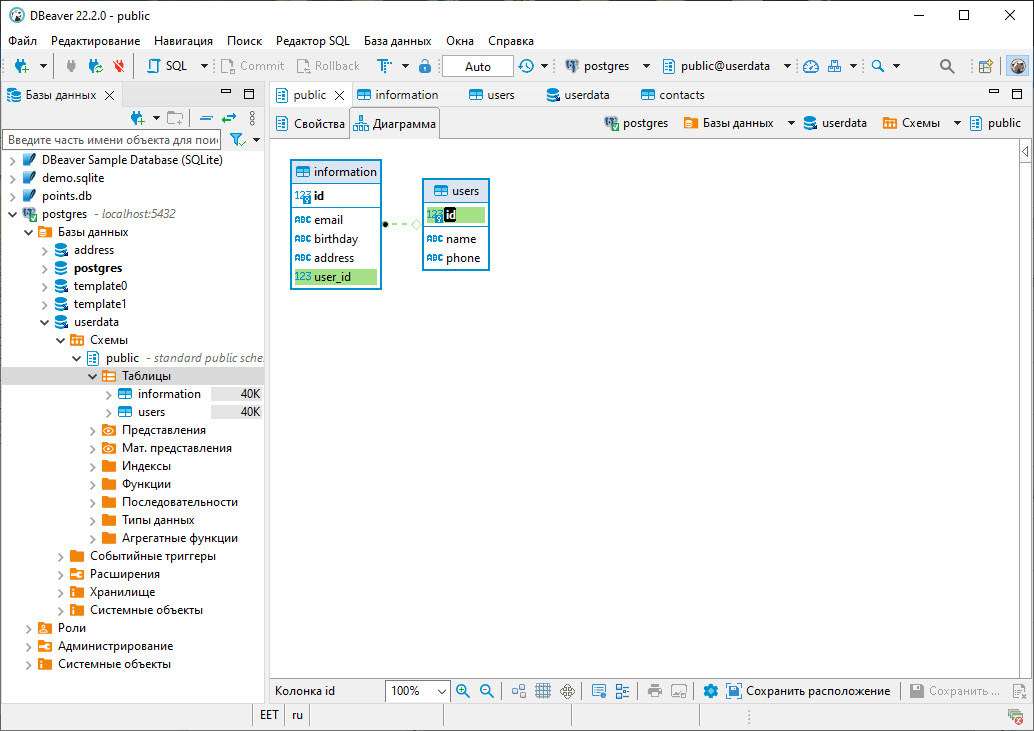 DBeaver 22.2.0 - public
Файл Редактирование Навигация Поиск Редактор SQL База данных Окна Справка
SQL Commit Rollback Auto postgres public@userdata
Базы данных
public information users userdata contacts
Свойства Диаграмма postgres Базы данных userdata Схемы public
Введите часть имени объекта для пои
DBeaver Sample Database (SQLite)
demo.sqlite
points.db
postgres - localhost:5432
Базы данных
address
postgres
template0
template1
userdata
Схемы
public - standard public sche
Таблицы
information 40K
users 40K
Представления
Мат. представления
Индексы
Функции
Последовательности
Типы данных
Агрегатные функции
Событийные триггеры
Расширения
Хранилище
Системные объекты
Роли
Администрирование
Системные объекты
information
123 id
ABC email
ABC birthday
ABC address
123 user_id
users
123 id
ABC name
ABC phone
Колонка id 100% Сохранить расположение Сохранить ...
EET ru